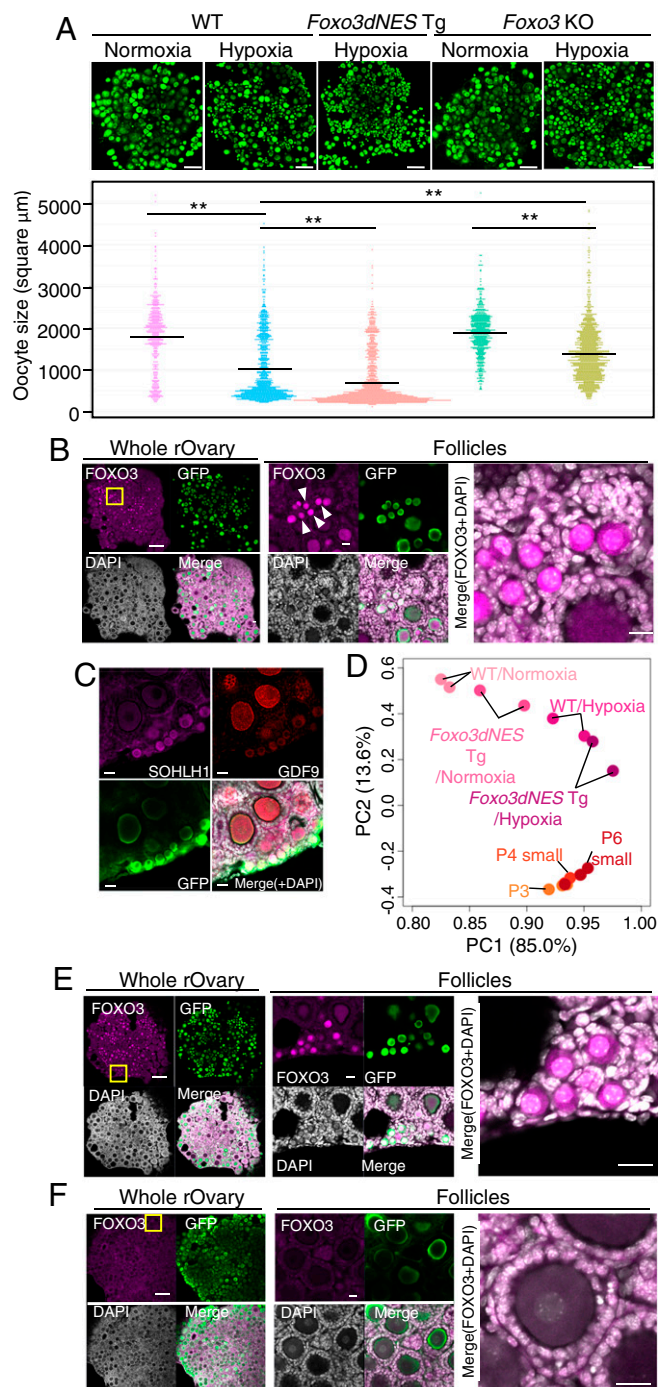 A
WT
Foxo3dNES Tg
Foxo3 KO
Normoxia
Hypoxia
Hypoxia
Normoxia
Hypoxia
Oocyte size (square μm)
5000
4000
3000
2000
1000
0
**
**
**
**
B
Whole rOvary
Follicles
FOXO3
GFP
DAPI
Merge
FOXO3
GFP
DAPI
Merge
Merge(FOXO3+DAPI)
C
SOHLH1
GDF9
GFP
Merge(+DAPI)
D
PC2 (13.6%)
0.6
0.4
0.2
0.0
-0.2
-0.4
WT/Normoxia
WT/Hypoxia
Foxo3dNES
Tg
/Normoxia
Foxo3dNES Tg
/Hypoxia
P6
small
P4 small
P3
0.80
0.85
0.90
0.95
1.00
PC1 (85.0%)
E
Whole rOvary
Follicles
FOXO3
GFP
DAPI
Merge
FOXO3
GFP
DAPI
Merge
Merge(FOXO3+DAPI)
F
Whole rOvary
Follicles
FOXO3
GFP
DAPI
Merge
FOXO3
GFP
DAPI
Merge
Merge(FOXO3+DAPI)